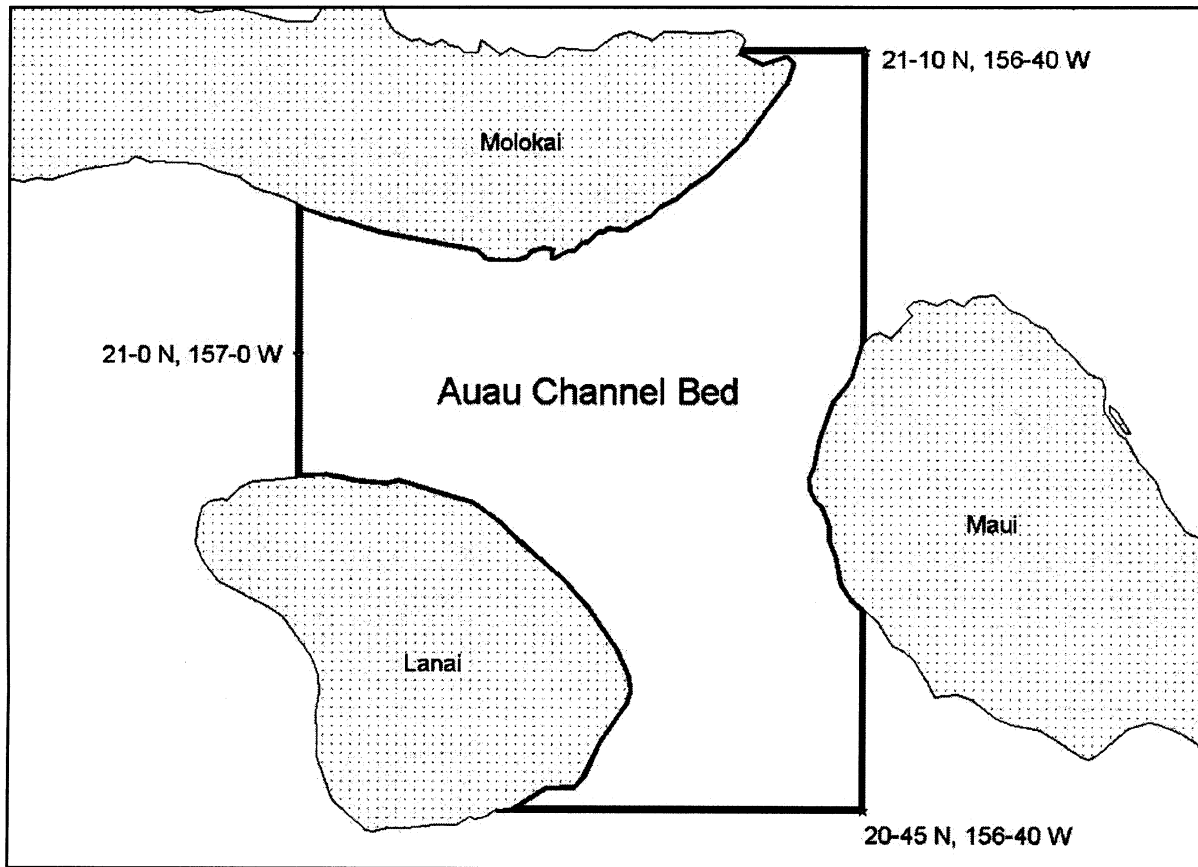 21-10 N, 156-40 W
Molokai
21-0 N, 157-0 W
Auau Channel Bed
Maui
Lanai
20-45 N, 156-40 W